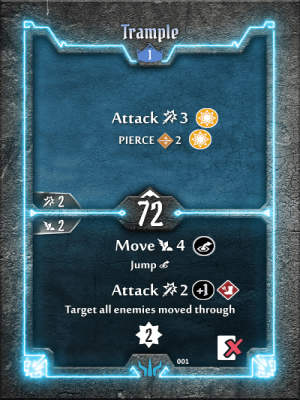 Trample
1
Attack 3
PIERCE 2
2
72
2
Move 4
Jump
Attack 2 +1
Target all enemies moved through
2
001